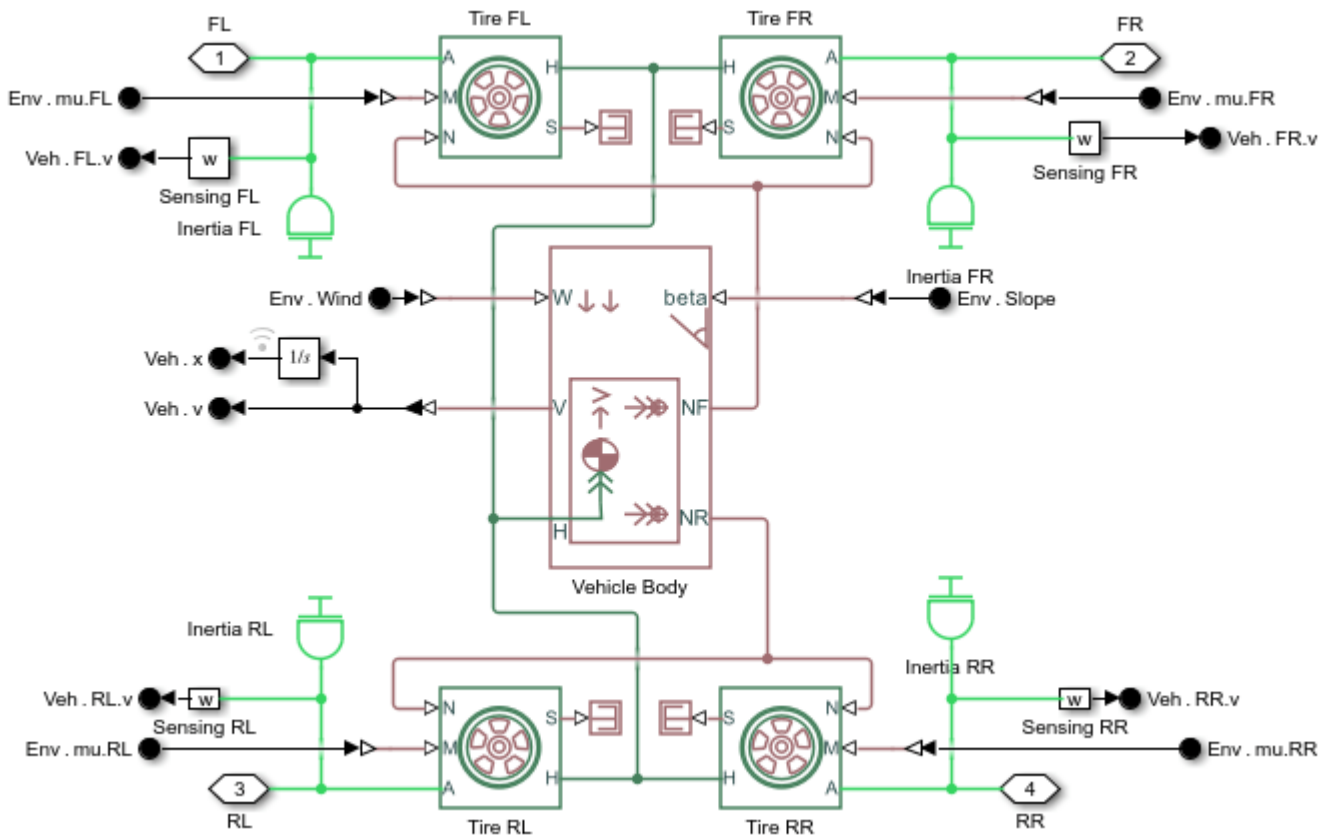 FL
Tire FL
Tire FR
FR
1
A
H
H
A
2
Env . mu.FL
M
M
Env . mu.FR
Veh . FL.v
w
N
S
S
N
w
Veh . FR.v
Sensing FL
Sensing FR
Inertia FL
Inertia FR
Env . Wind
W
beta
Env . Slope
Veh . x
1/s
Veh . v
V
V
NF
H
NR
Vehicle Body
Inertia RL
Inertia RR
Veh . RL.v
w
N
S
S
N
w
Veh . RR.v
Sensing RL
Sensing RR
Env . mu.RL
M
M
Env . mu.RR
3
A
H
H
A
4
RL
Tire RL
Tire RR
RR